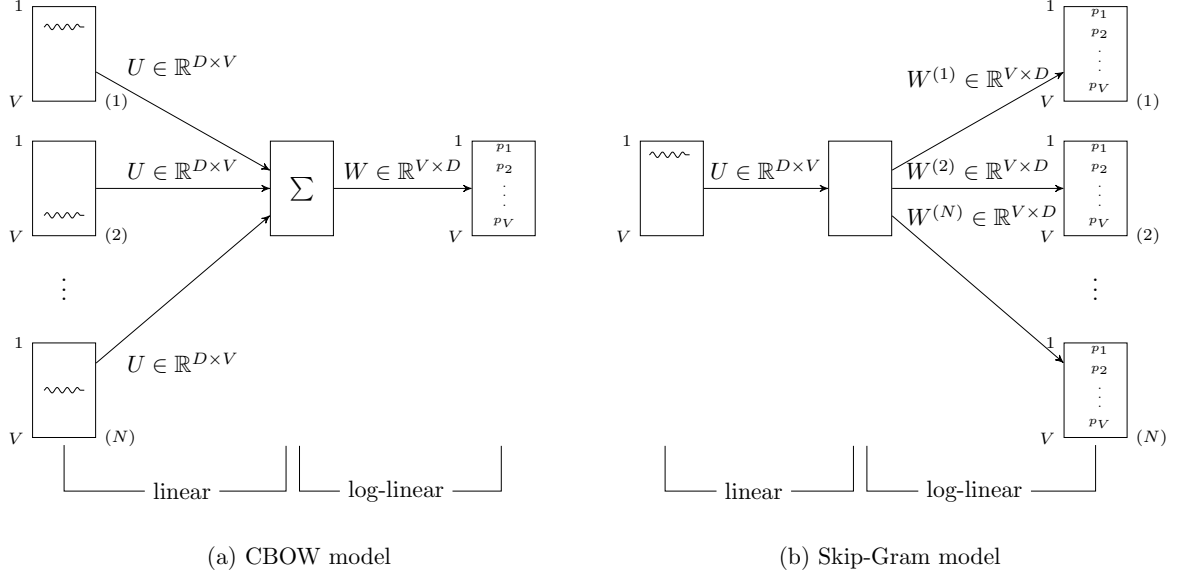 1
V
(1)
U ∈ ℝ^{D×V}
1
V
(2)
U ∈ ℝ^{D×V}
⋮
1
V
(N)
U ∈ ℝ^{D×V}
∑
W ∈ ℝ^{V×D}
1
p_1
p_2
⋮
p_V
V
linear
log-linear
(a) CBOW model
1
V
U ∈ ℝ^{D×V}
W^{(1)} ∈ ℝ^{V×D}
1
p_1
p_2
⋮
p_V
V
(1)
W^{(2)} ∈ ℝ^{V×D}
1
p_1
p_2
⋮
p_V
V
(2)
W^{(N)} ∈ ℝ^{V×D}
⋮
1
p_1
p_2
⋮
p_V
V
(N)
linear
log-linear
(b) Skip-Gram model